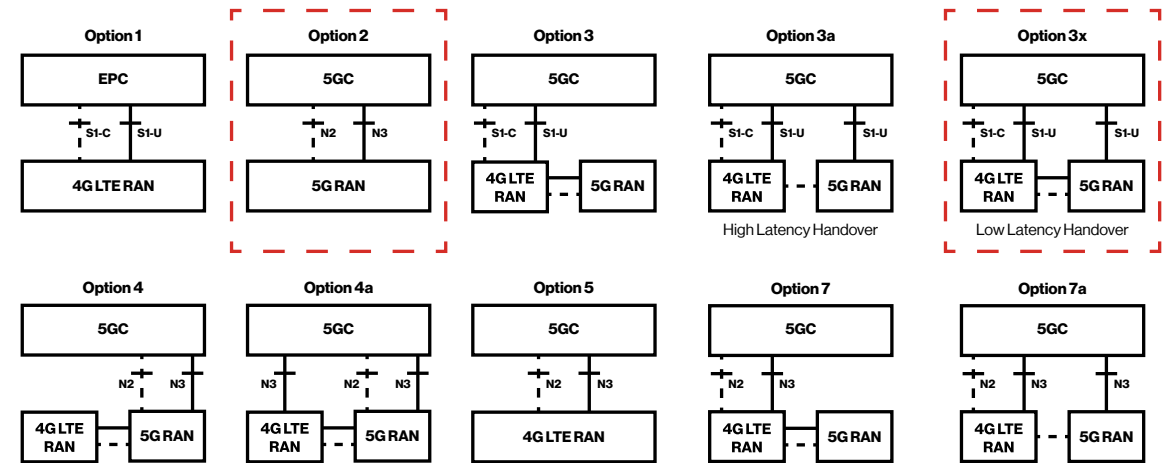 Option 1
EPC
S1-C
S1-U
4G LTE RAN
Option 2
5GC
N2
N3
5G RAN
Option 3
5GC
S1-C
S1-U
4G LTE
RAN
5G RAN
Option 3a
5GC
S1-C
S1-U
S1-U
4G LTE
RAN
5G RAN
High Latency Handover
Option 3x
5GC
S1-C
S1-U
S1-U
4G LTE
RAN
5G RAN
Low Latency Handover
Option 4
5GC
N2
N3
4G LTE
RAN
5G RAN
Option 4a
5GC
N3
N2
N3
4G LTE
RAN
5G RAN
Option 5
5GC
N2
N3
4G LTE RAN
Option 7
5GC
N2
N3
4G LTE
RAN
5G RAN
Option 7a
5GC
N2
N3
N3
4G LTE
RAN
5G RAN